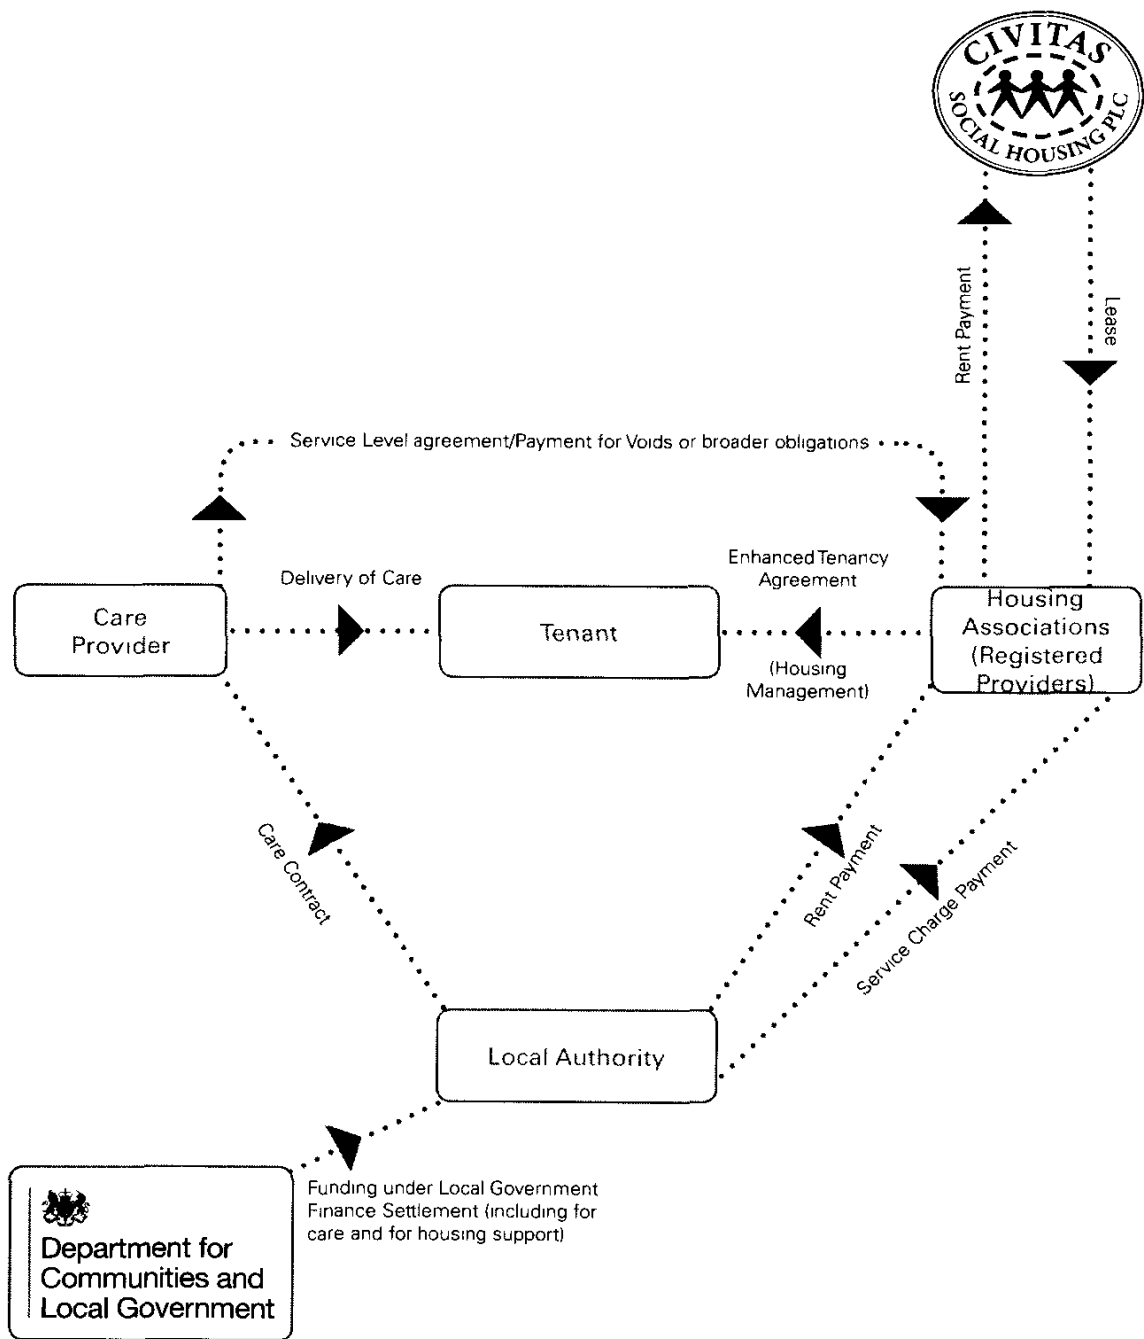 CIVITAS
SOCIAL HOUSING PLC
Rent Payment
Lease
Service Level agreement/Payment for Voids or broader obligations
Delivery of Care
Enhanced Tenancy
Agreement
Care
Provider
Tenant
Housing
Associations
(Registered
Providers)
(Housing
Management)
Care Contract
Rent Payment
Service Charge Payment
Local Authority
Funding under Local Government
Finance Settlement (including for
care and for housing support)
Department for
Communities and
Local Government